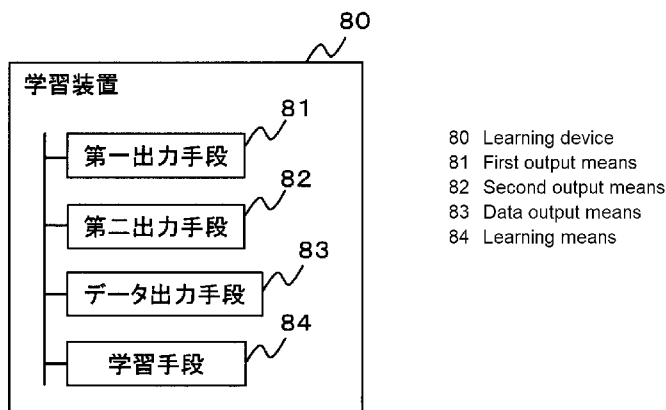 80
学習装置
81
第一出力手段
82
第二出力手段
83
データ出力手段
84
学習手段
80 Learning device
81 First output means
82 Second output means
83 Data output means
84 Learning means